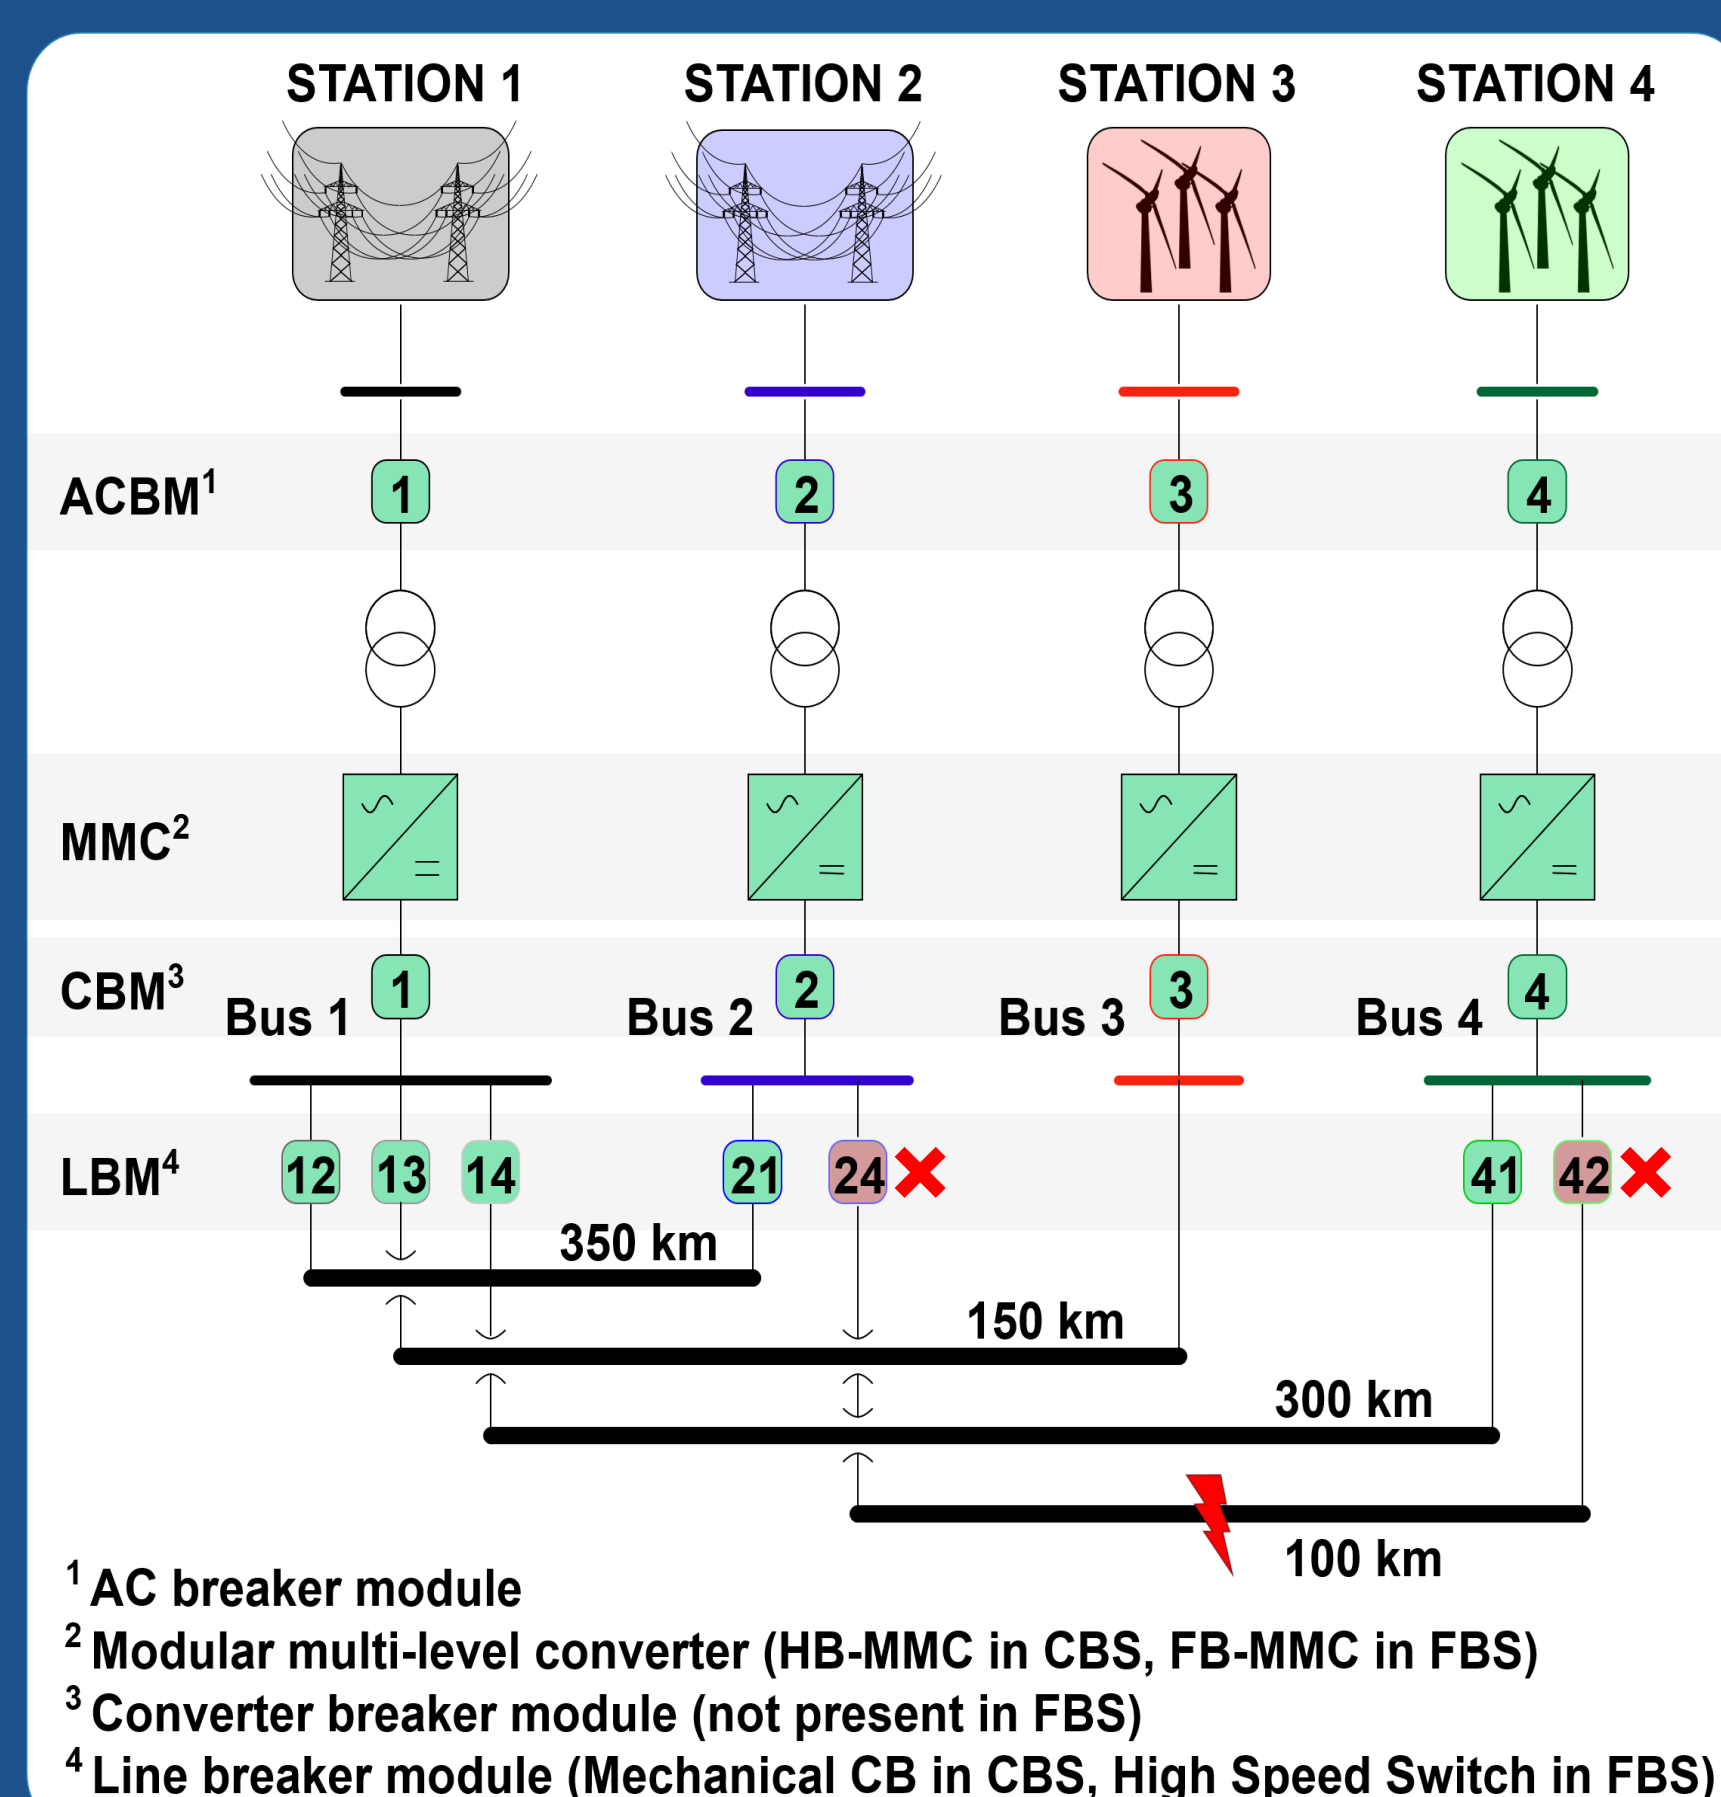 STATION 1 STATION 2 STATION 3 STATION 4
ACBM¹ 1 2 3 4
MMC²
CBM³ 1 2 3 4
Bus 1 Bus 2 Bus 3 Bus 4
LBM⁴ 12 13 14 21 24 41 42
350 km
150 km
300 km
100 km
¹ AC breaker module
² Modular multi-level converter (HB-MMC in CBS, FB-MMC in FBS)
³ Converter breaker module (not present in FBS)
⁴ Line breaker module (Mechanical CB in CBS, High Speed Switch in FBS)